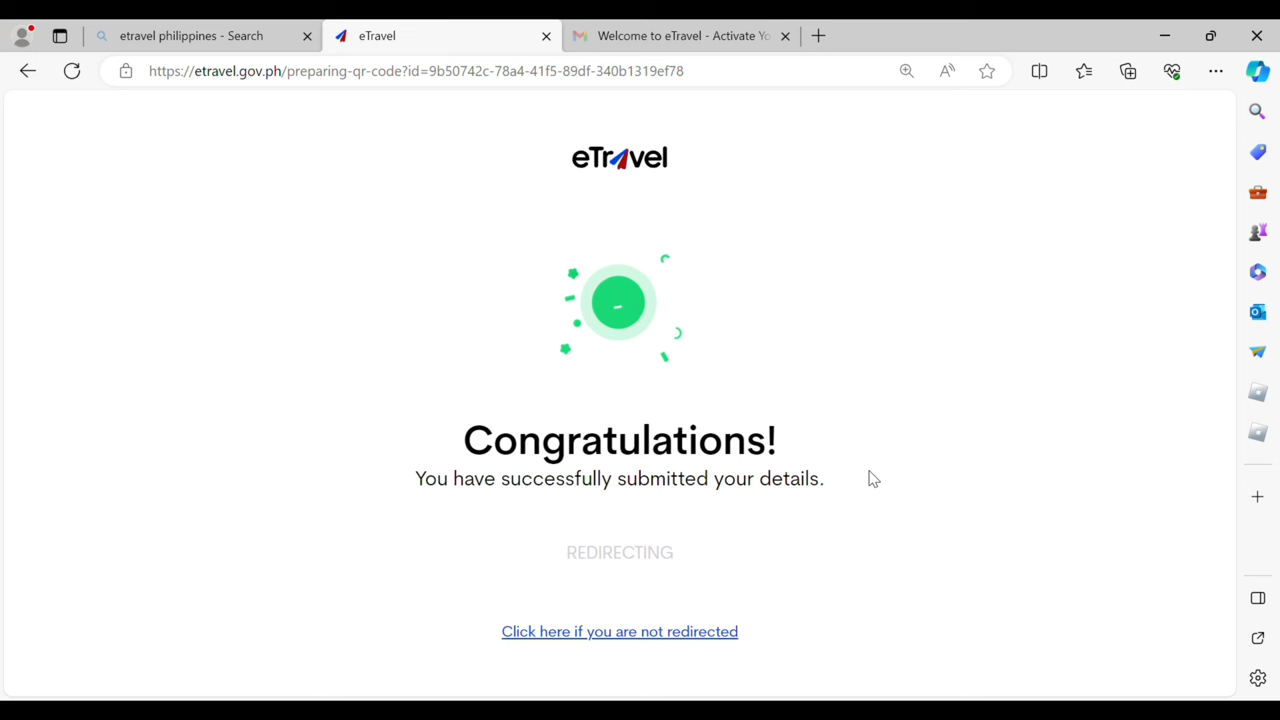 etravel philippines - Search
eTravel
Welcome to eTravel - Activate Yo
https://etravel.gov.ph/preparing-qr-code?id=9b50742c-78a4-41f5-89df-340b1319ef78
eTravel
Congratulations!
You have successfully submitted your details.
REDIRECTING
Click here if you are not redirected